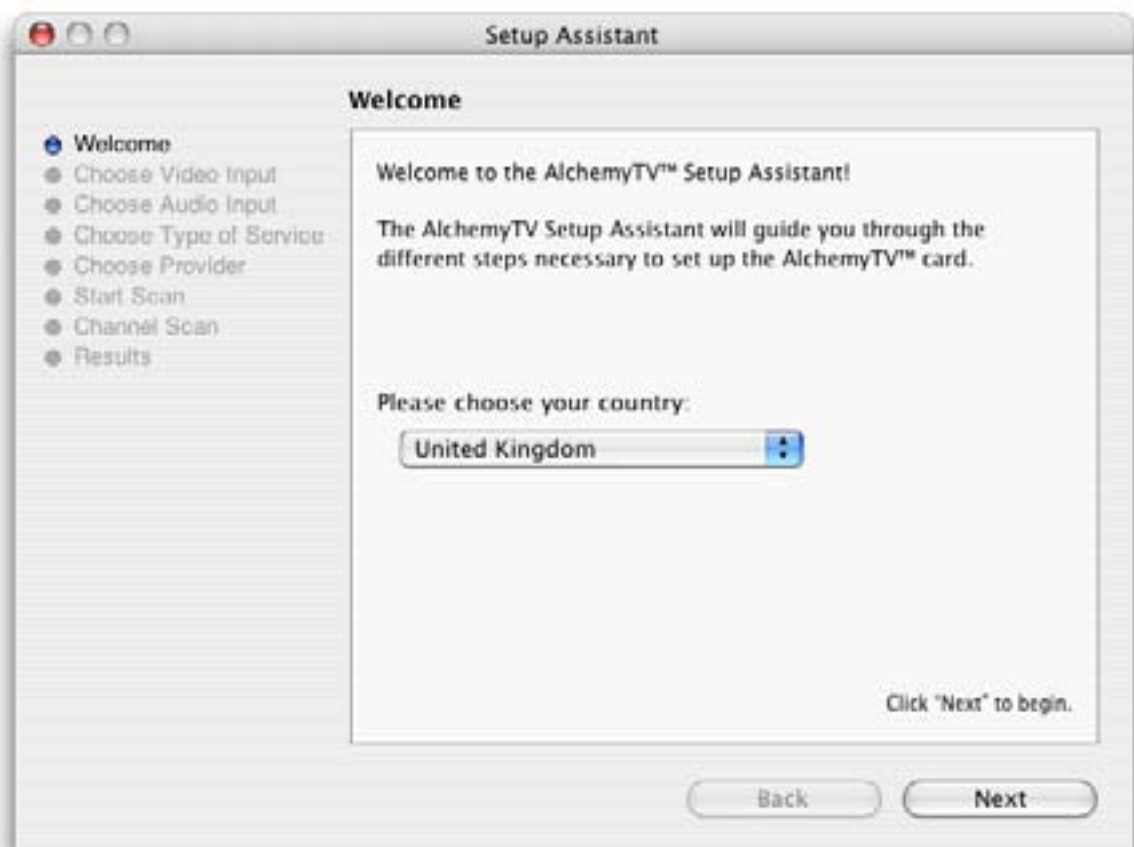 Setup Assistant
Welcome
Welcome
Choose Video Input
Choose Audio Input
Choose Type of Service
Choose Provider
Start Scan
Channel Scan
Results
Welcome to the AlchemyTV™ Setup Assistant!
The AlchemyTV Setup Assistant will guide you through the
different steps necessary to set up the AlchemyTV™ card.
Please choose your country:
United Kingdom
Click "Next" to begin.
Back
Next